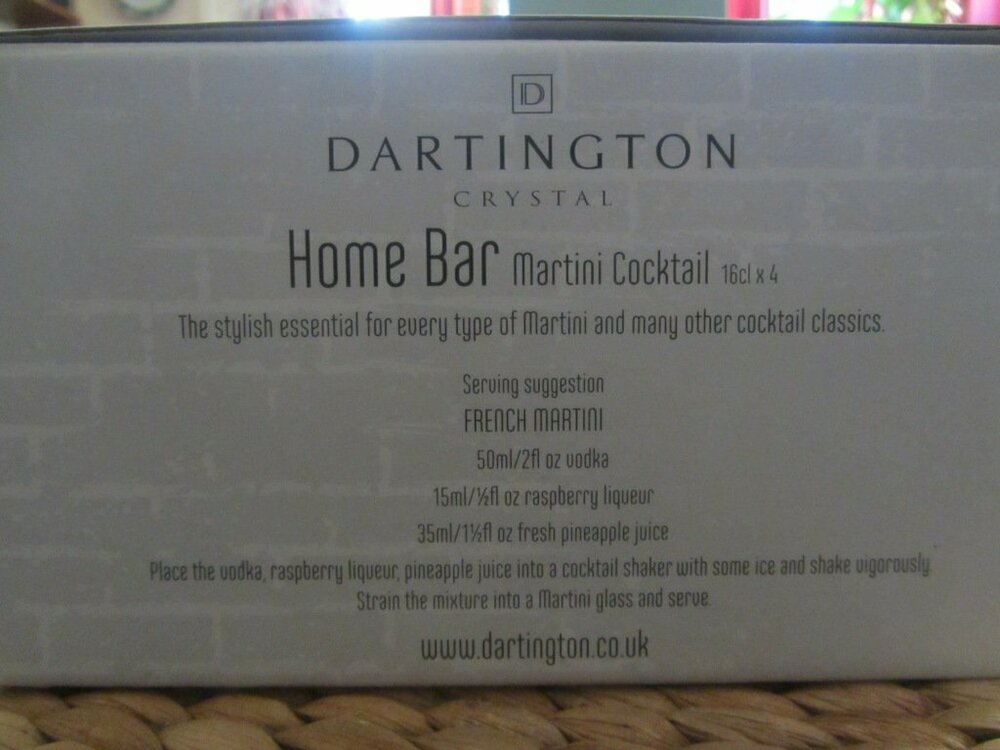 D
DARTINGTON
CRYSTAL
Home Bar Martini Cocktail 16cl x 4
The stylish essential for every type of Martini and many other cocktail classics.
Serving suggestion
FRENCH MARTINI
50ml/2fl oz vodka
15ml/½fl oz raspberry liqueur
35ml/1½fl oz fresh pineapple juice
Place the vodka, raspberry liqueur, pineapple juice into a cocktail shaker with some ice and shake vigorously.
Strain the mixture into a Martini glass and serve.
www.dartington.co.uk